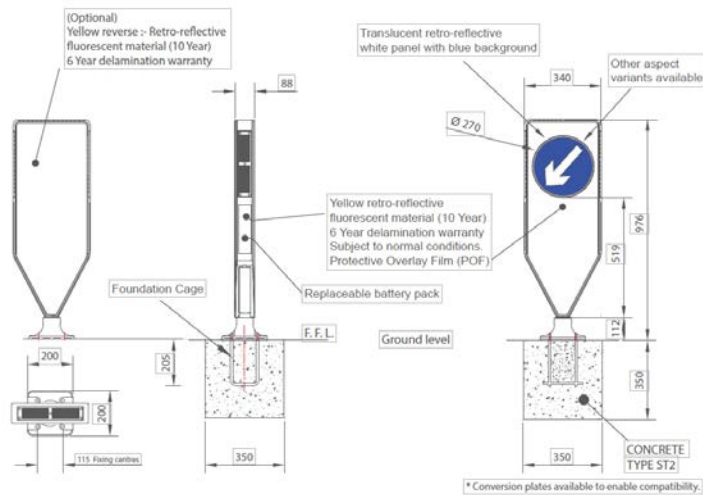 (Optional)
Yellow reverse :- Retro-reflective
fluorescent material (10 Year)
6 Year delamination warranty
88
Translucent retro-reflective
white panel with blue background
Other aspect
variants available
340
Ø 270
976
519
112
Yellow retro-reflective
fluorescent material (10 Year)
6 Year delamination warranty
Subject to normal conditions.
Protective Overlay Film (POF)
Replaceable battery pack
Foundation Cage
F. F. L.
Ground level
200
205
200
115 Fixing centres
350
350
350
CONCRETE
TYPE ST2
* Conversion plates available to enable compatibility.